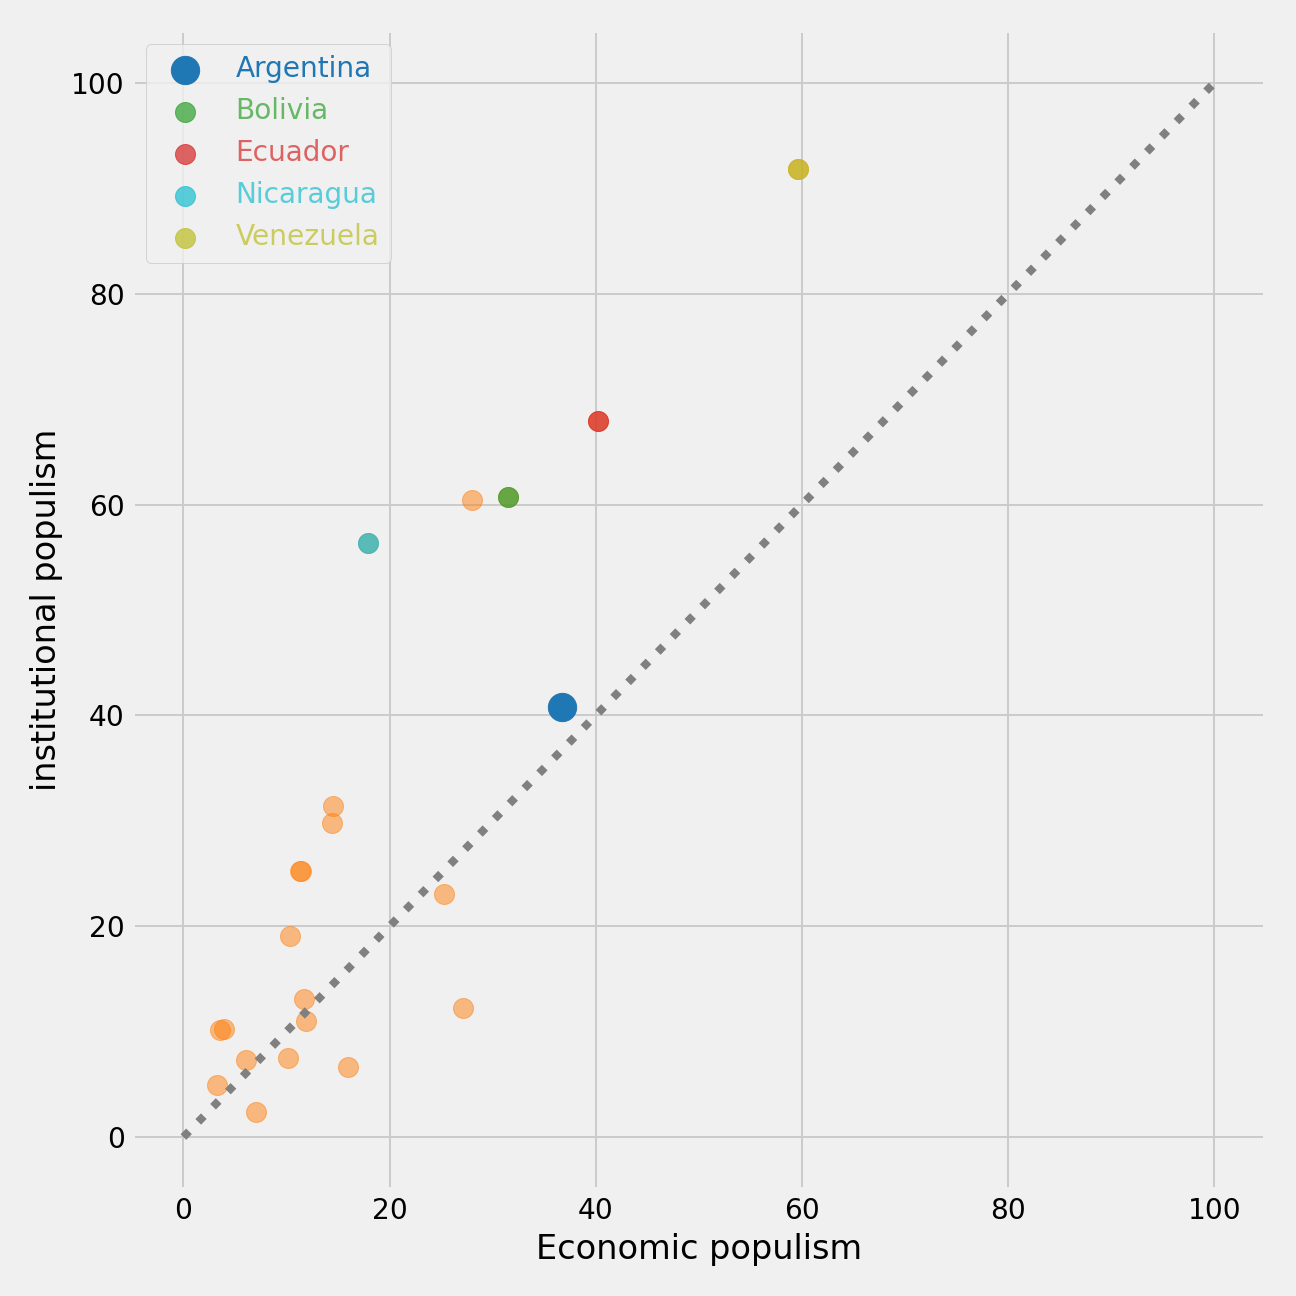 Argentina
Bolivia
Ecuador
Nicaragua
Venezuela
100
80
60
40
20
0
institutional populism
0 20 40 60 80 100
Economic populism